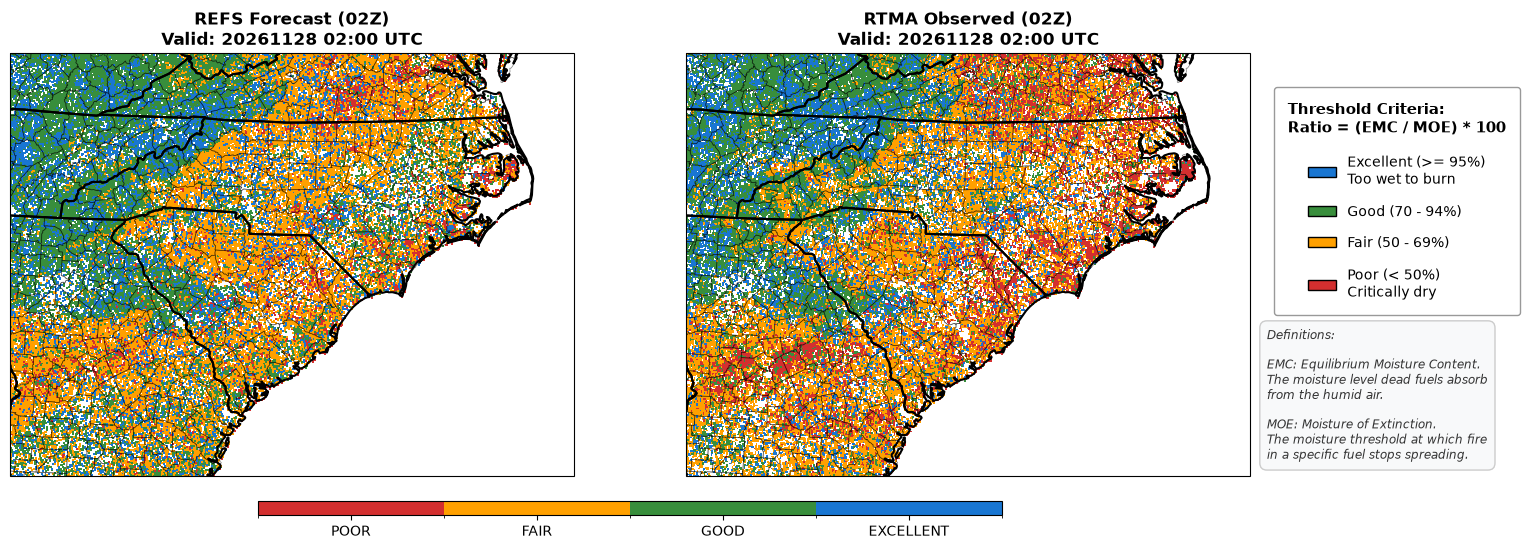 REFS Forecast (02Z)
Valid: 20261128 02:00 UTC
RTMA Observed (02Z)
Valid: 20261128 02:00 UTC
Threshold Criteria:
Ratio = (EMC / MOE) * 100
Excellent (>= 95%)
Too wet to burn
Good (70 - 94%)
Fair (50 - 69%)
Poor (< 50%)
Critically dry
Definitions:
EMC: Equilibrium Moisture Content.
The moisture level dead fuels absorb
from the humid air.
MOE: Moisture of Extinction.
The moisture threshold at which fire
in a specific fuel stops spreading.
POOR
FAIR
GOOD
EXCELLENT